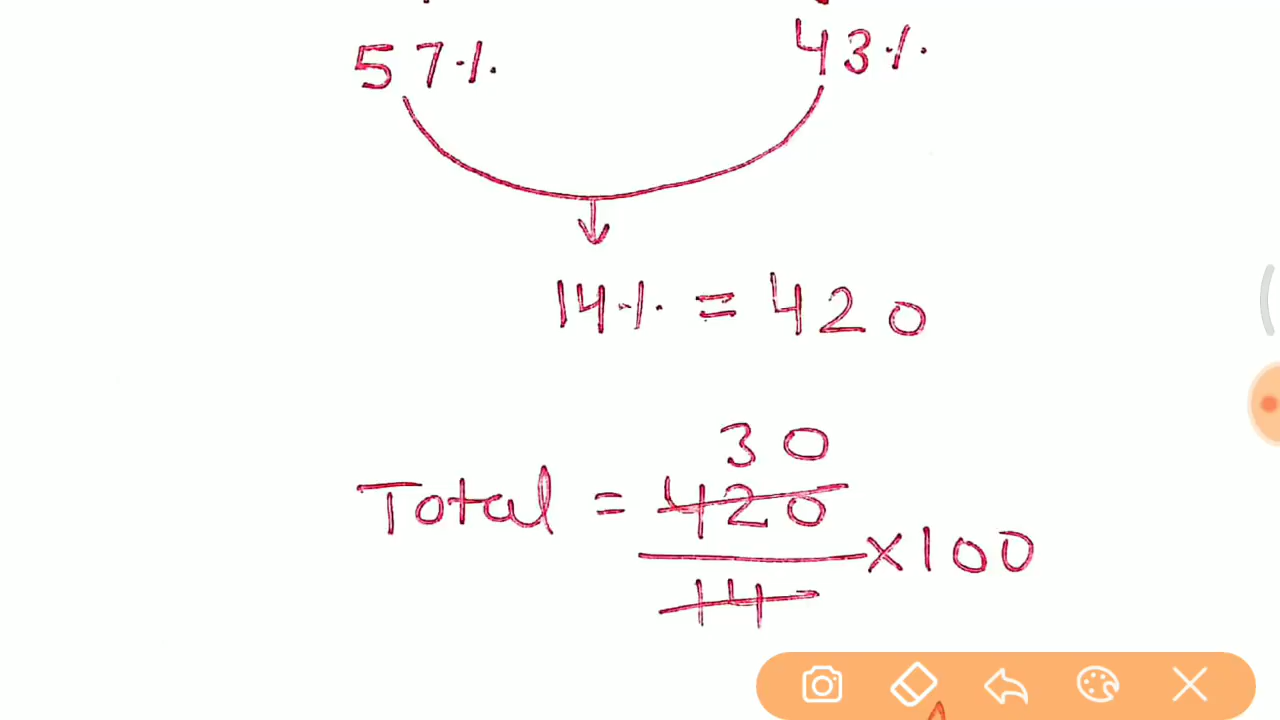 57% 43%
14% = 420
30
Total = 420 × 100
14